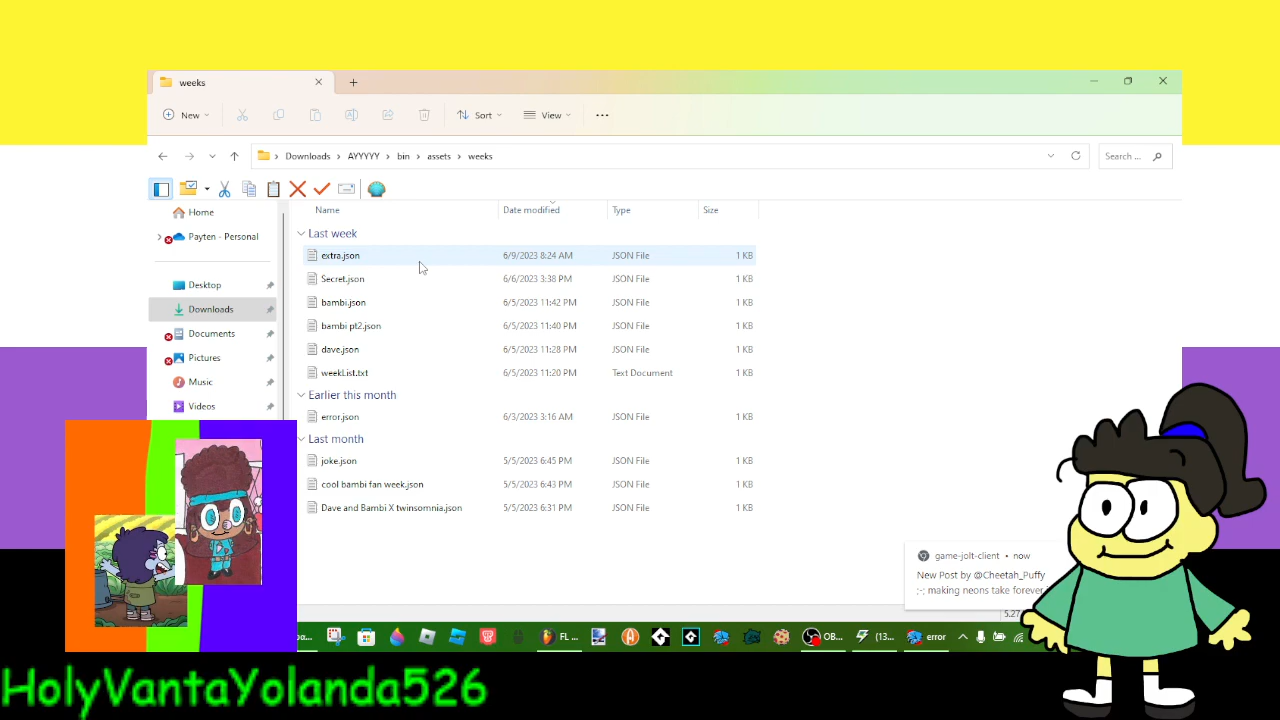 weeks
New Sort View
Downloads AYYYYY bin assets weeks Search ...
Name Date modified Type Size
Home
Payten - Personal
Desktop
Downloads
Documents
Pictures
Music
Videos
Last week
extra.json 6/9/2023 8:24 AM JSON File 1 KB
Secret.json 6/6/2023 3:38 PM JSON File 1 KB
bambi.json 6/5/2023 11:42 PM JSON File 1 KB
bambi pt2.json 6/5/2023 11:40 PM JSON File 1 KB
dave.json 6/5/2023 11:28 PM JSON File 1 KB
weekList.txt 6/5/2023 11:20 PM Text Document 1 KB
Earlier this month
error.json 6/3/2023 3:16 AM JSON File 1 KB
Last month
joke.json 5/5/2023 6:45 PM JSON File 1 KB
cool bambi fan week.json 5/5/2023 6:43 PM JSON File 1 KB
Dave and Bambi X twinsomnia.json 5/5/2023 6:31 PM JSON File 1 KB
game-jolt-client • now
New Post by @Cheetah_Puffy
:-; making neons take forever
5.27
FL ... OB... (13... error
HolyVantaYolanda526